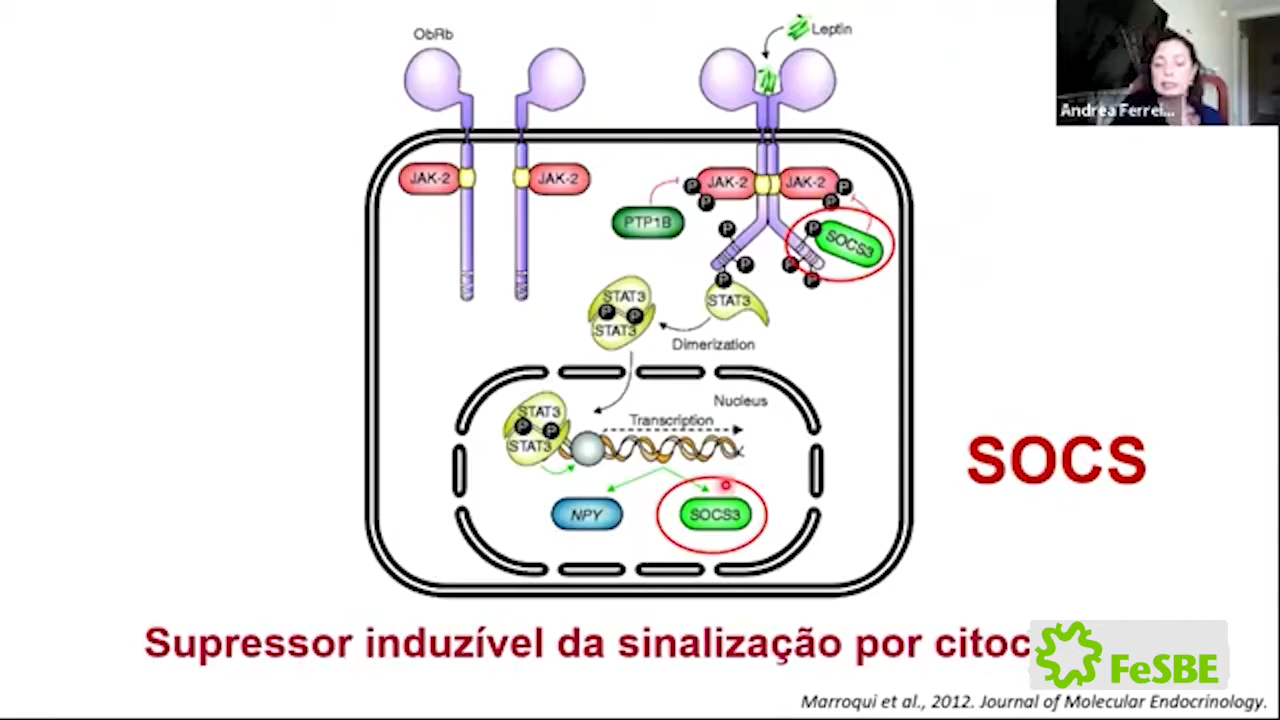 ObRb
Leptin
Andrea Ferrei...
JAK-2
JAK-2
JAK-2
JAK-2
P
P
P
P
PTP1B
P
P
SOCS3
P
P
P
P
STAT3
STAT3
P
P
STAT3
Dimerization
Nucleus
STAT3
P
P
STAT3
Transcription
SOCS
NPY
SOCS3
Supressor induzível da sinalização por citoc
FeSBE
Marroqui et al., 2012. Journal of Molecular Endocrinology.